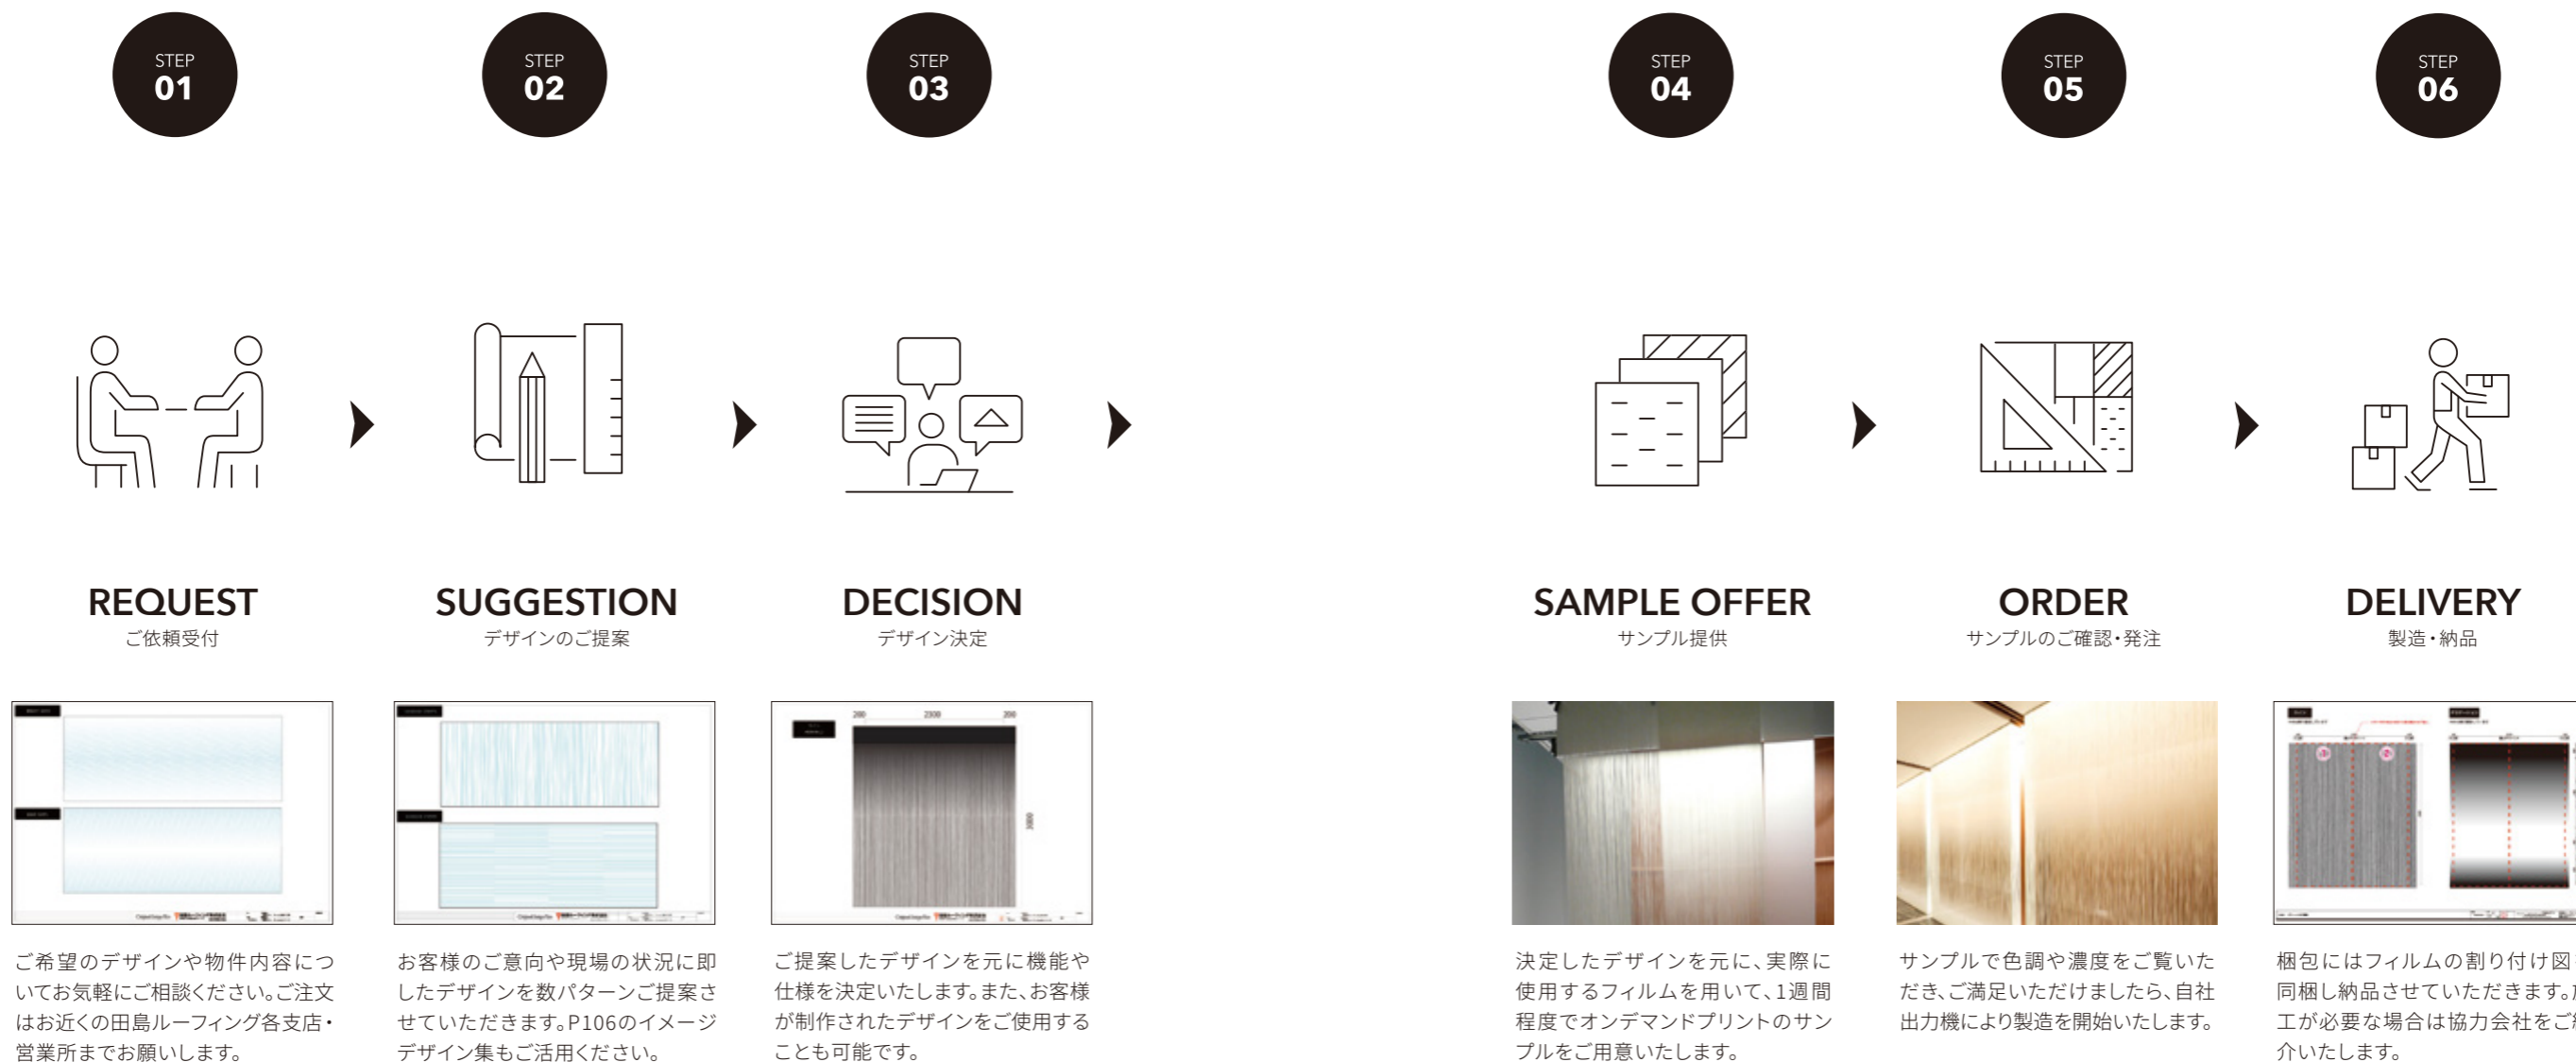 STEP
01
STEP
02
STEP
03
STEP
04
STEP
05
STEP
06
REQUEST
ご依頼受付
SUGGESTION
デザインのご提案
DECISION
デザイン決定
SAMPLE OFFER
サンプル提供
ORDER
サンプルのご確認・発注
DELIVERY
製造・納品
200 2300 200
3000
ご希望のデザインや物件内容につ
いてお気軽にご相談ください。ご注文
はお近くの田島ルーフィング各支店・
営業所までお願いします。
お客様のご意向や現場の状況に即
したデザインを数パターンご提案さ
せていただきます。P106のイメージ
デザイン集もご活用ください。
ご提案したデザインを元に機能や
仕様を決定いたします。また、お客様
が制作されたデザインをご使用する
ことも可能です。
決定したデザインを元に、実際に
使用するフィルムを用いて、1週間
程度でオンデマンドプリントのサン
プルをご用意いたします。
サンプルで色調や濃度をご覧いた
だき、ご満足いただけましたら、自社
出力機により製造を開始いたします。
梱包にはフィルムの割り付け図
同梱し納品させていただきます。
工が必要な場合は協力会社をご
介いたします。